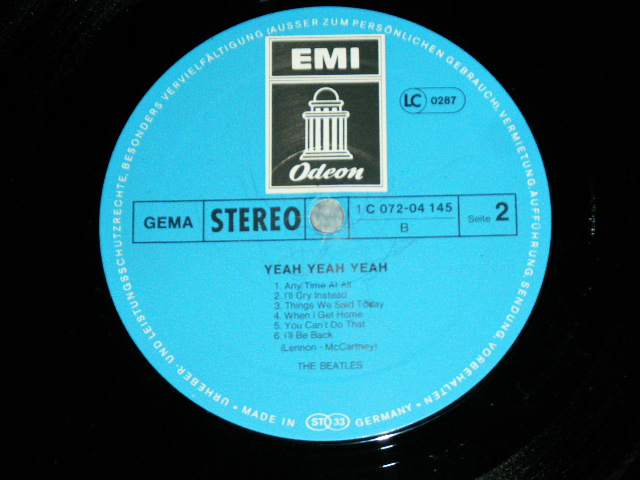 URHEBER- UND LEISTUNGSSCHUTZRECHTE, BESONDERS VERVIELFÄLTIGUNG (AUSSER ZUM PERSÖNLICHEN GEBRAUCH), VERMIETUNG, AUFFÜHRUNG, SENDUNG, VORBEHALTEN •
EMI
Odeon
LC 0287
GEMA
STEREO
1 C 072-04 145
B
Seite 2
YEAH YEAH YEAH
1. Any Time At All
2. I'll Cry Instead
3. Things We Said Today
4. When I Get Home
5. You Can't Do That
6. I'll Be Back
(Lennon - McCartney)
THE BEATLES
• MADE IN STO 33 GERMANY •